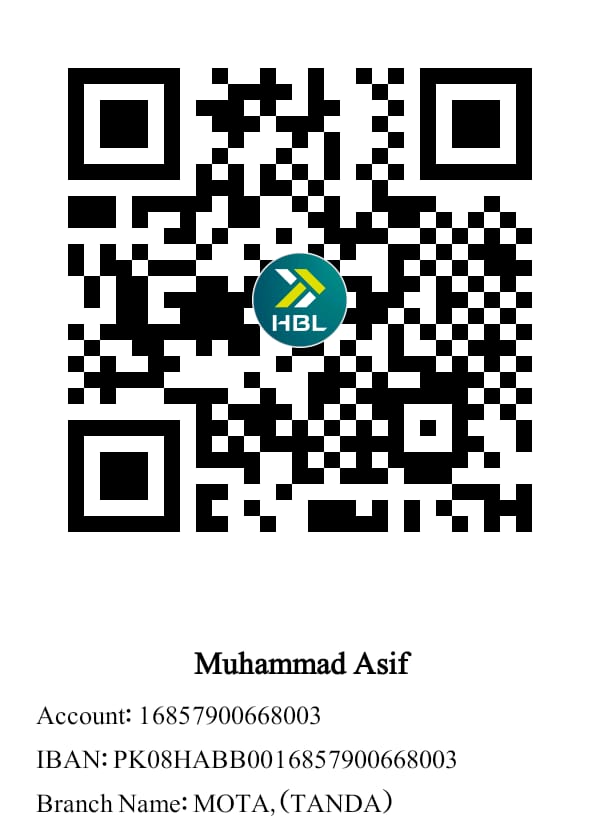 HBL
Muhammad Asif
Account: 16857900668003
IBAN: PK08HABB0016857900668003
Branch Name: MOTA, (TANDA)